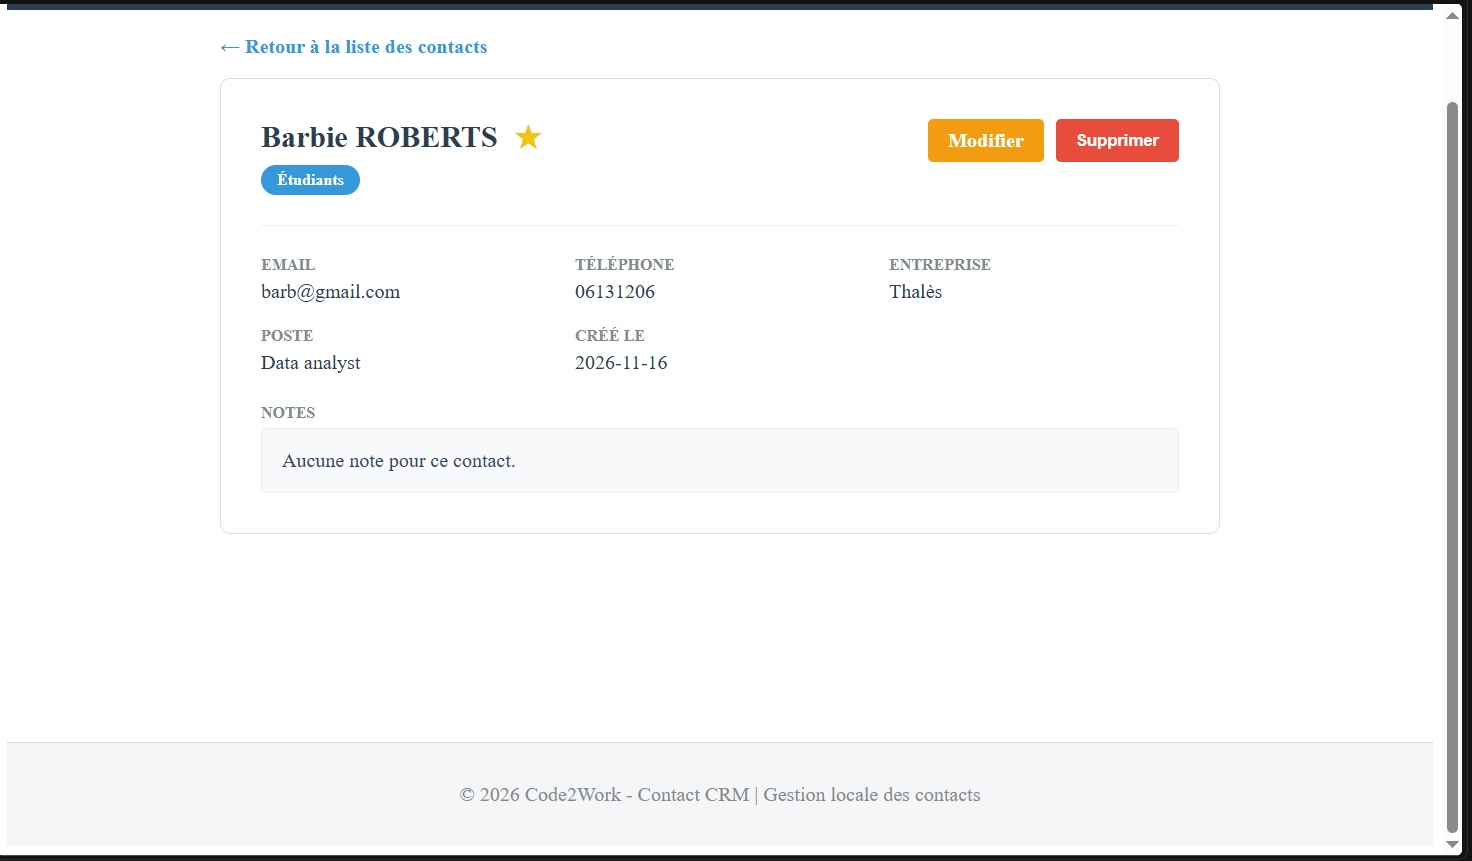 ← Retour à la liste des contacts
Barbie ROBERTS ★
Modifier
Supprimer
Étudiants
EMAIL
barb@gmail.com
TÉLÉPHONE
06131206
ENTREPRISE
Thalès
POSTE
Data analyst
CRÉÉ LE
2026-11-16
NOTES
Aucune note pour ce contact.
© 2026 Code2Work - Contact CRM | Gestion locale des contacts